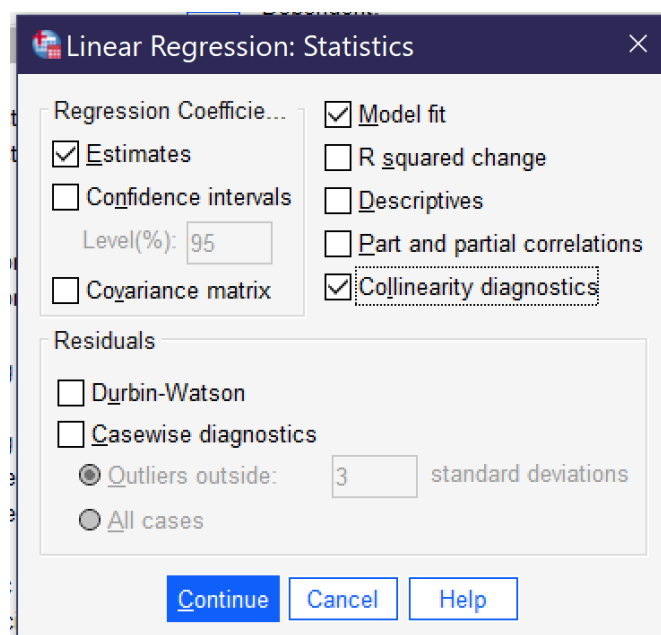 Linear Regression: Statistics
Regression Coefficie...
Estimates
Confidence intervals
Level(%): 95
Covariance matrix
Model fit
R squared change
Descriptives
Part and partial correlations
Collinearity diagnostics
Residuals
Durbin-Watson
Casewise diagnostics
Outliers outside: 3 standard deviations
All cases
Continue Cancel Help